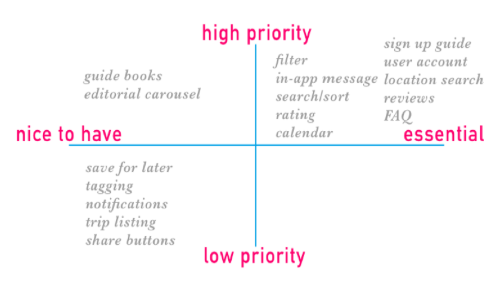 high priority
guide books
editorial carousel
filter
in-app message
search/sort
rating
calendar
sign up guide
user account
location search
reviews
FAQ
nice to have
essential
save for later
tagging
notifications
trip listing
share buttons
low priority